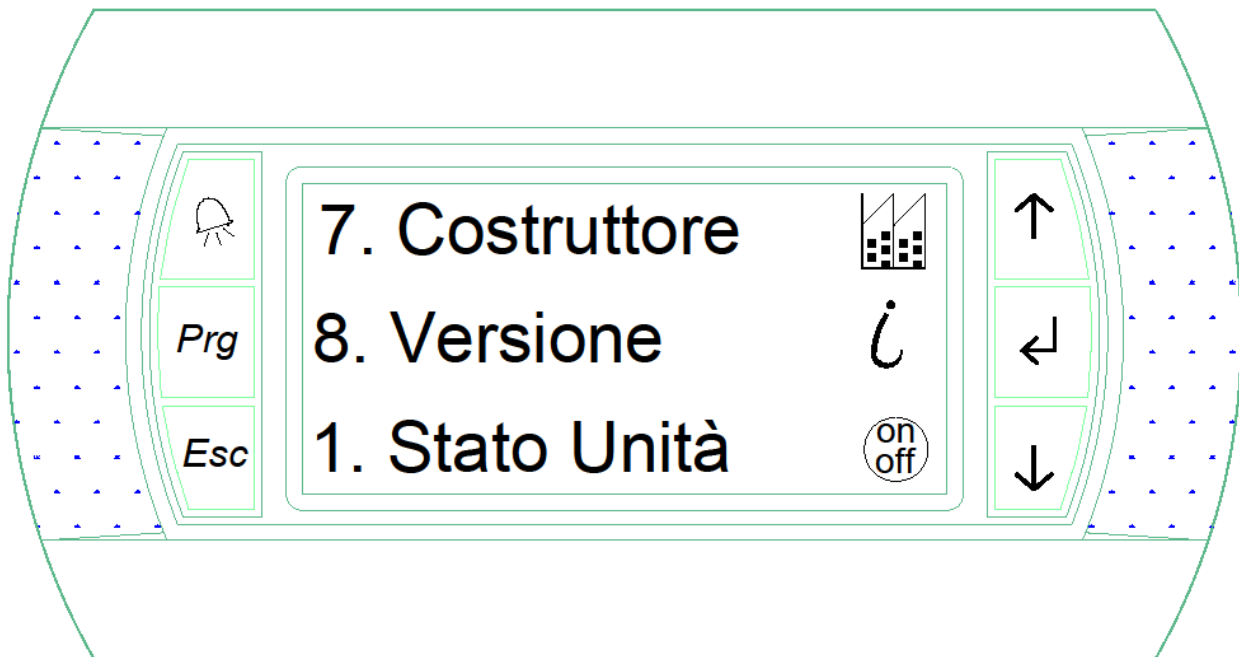 7. Costruttore
Prg
8. Versione
Esc
1. Stato Unità
on
off